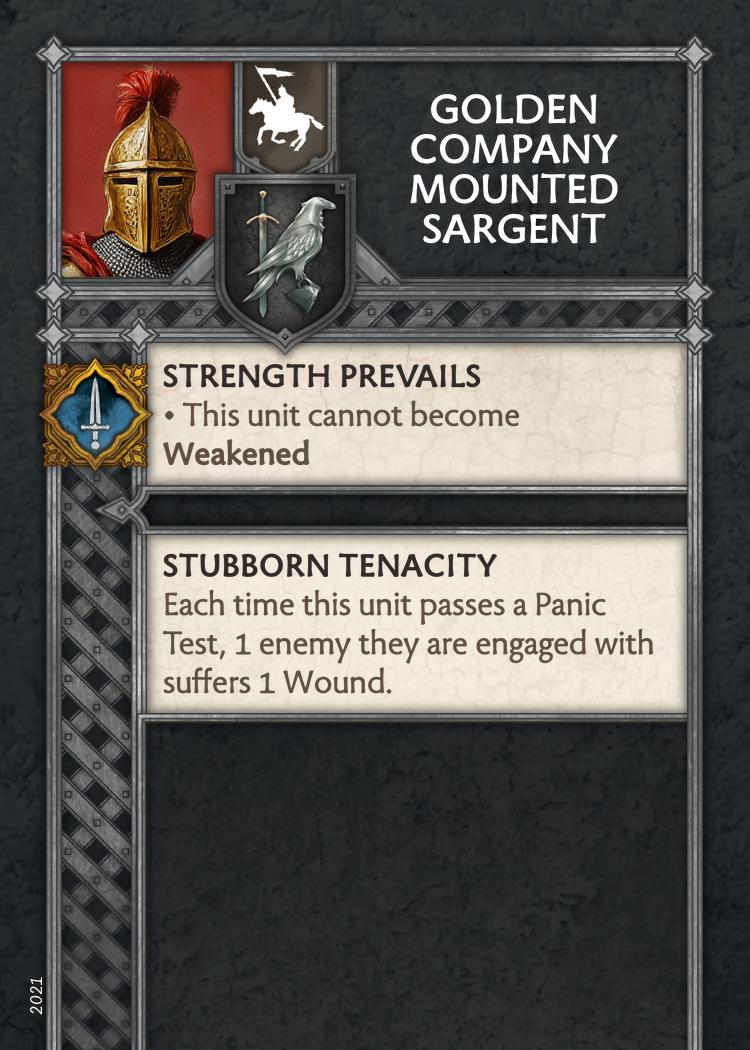 GOLDEN
COMPANY
MOUNTED
SARGENT
STRENGTH PREVAILS
• This unit cannot become
Weakened
STUBBORN TENACITY
Each time this unit passes a Panic
Test, 1 enemy they are engaged with
suffers 1 Wound.
2021